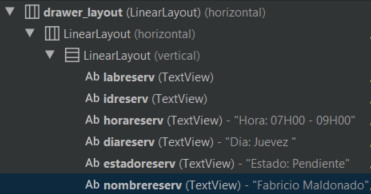 drawer_layout (LinearLayout) (horizontal)
LinearLayout (horizontal)
LinearLayout (vertical)
Ab labreserv (TextView)
Ab idreserv (TextView)
Ab horareserv (TextView) - "Hora: 07H00 - 09H00"
Ab diareserv (TextView) - "Dia: Juevez "
Ab estadoreserv (TextView) - "Estado: Pendiente"
Ab nombrereserv (TextView) - "Fabricio Maldonado"